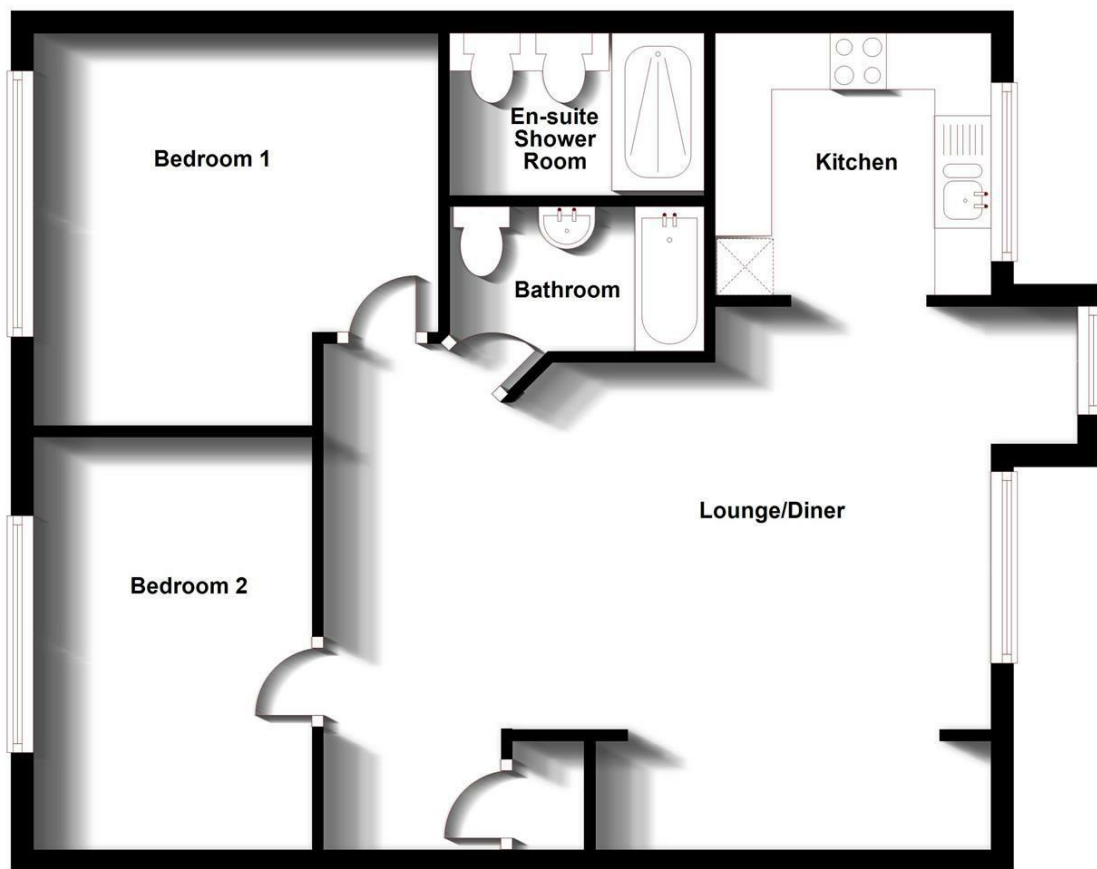 En-suite
Shower
Room
Bedroom 1
Kitchen
Bathroom
Lounge/Diner
Bedroom 2